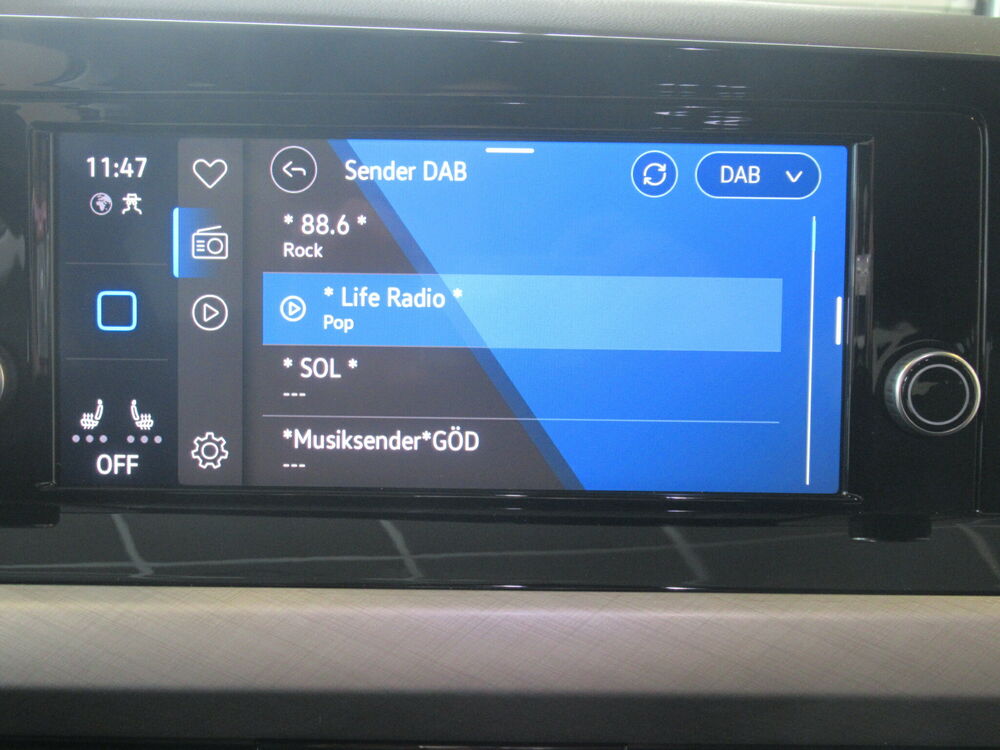 11:47
Sender DAB
DAB
* 88.6 *
Rock
* Life Radio *
Pop
* SOL *
---
*Musiksender*GÖD
---
OFF